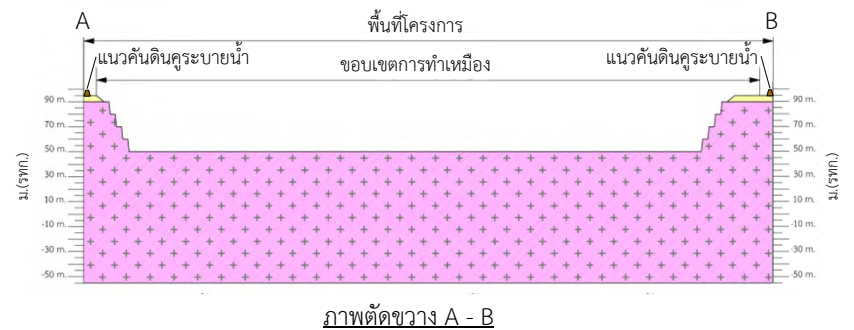 A B
พื้นที่โครงการ
แนวคันดินคูระบายน้ำ ขอบเขตการทำเหมือง แนวคันดินคูระบายน้ำ
90 m. 90 m.
70 m. 70 m.
50 m. 50 m.
30 m. 30 m.
10 m. 10 m.
-10 m. -10 m.
-30 m. -30 m.
-50 m. -50 m.
ม.(รทก.) ม.(รทก.)
ภาพตัดขวาง A - B